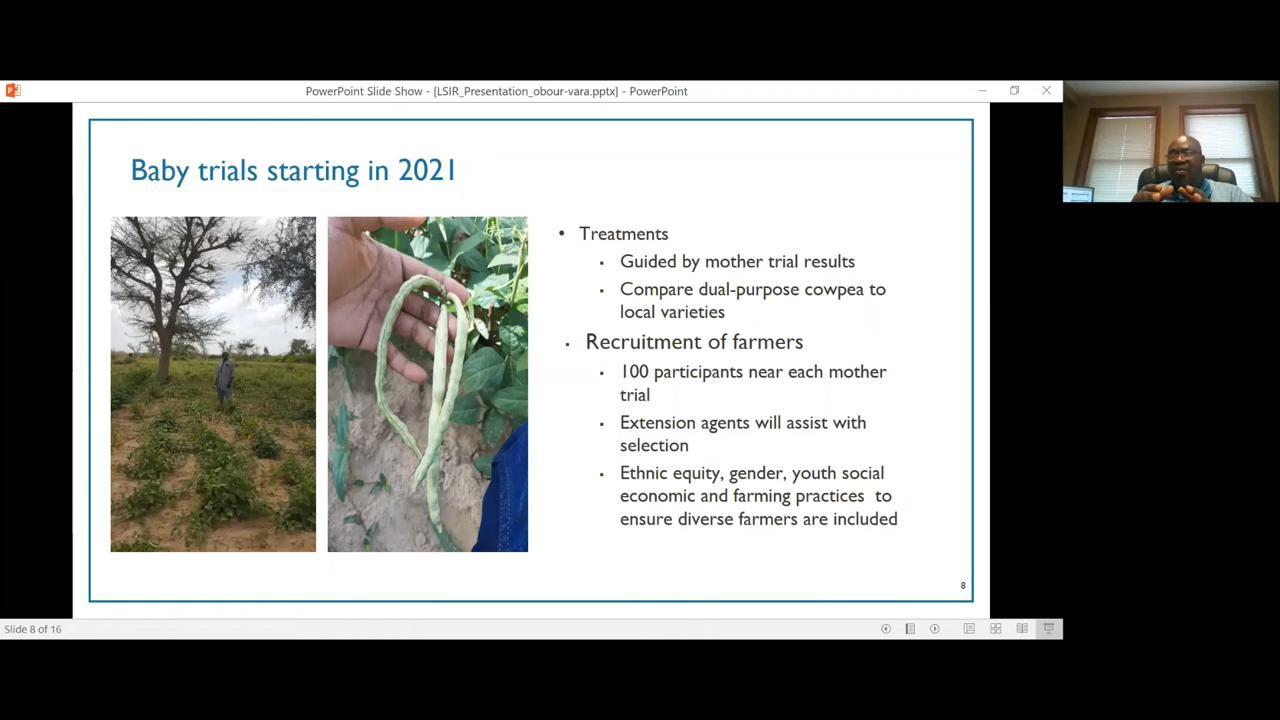 PowerPoint Slide Show - [LSIR_Presentation_obour-vara.pptx] - PowerPoint
Baby trials starting in 2021
• Treatments
▪ Guided by mother trial results
▪ Compare dual-purpose cowpea to
local varieties
▪ Recruitment of farmers
▪ 100 participants near each mother
trial
▪ Extension agents will assist with
selection
▪ Ethnic equity, gender, youth social
economic and farming practices to
ensure diverse farmers are included
8
Slide 8 of 16